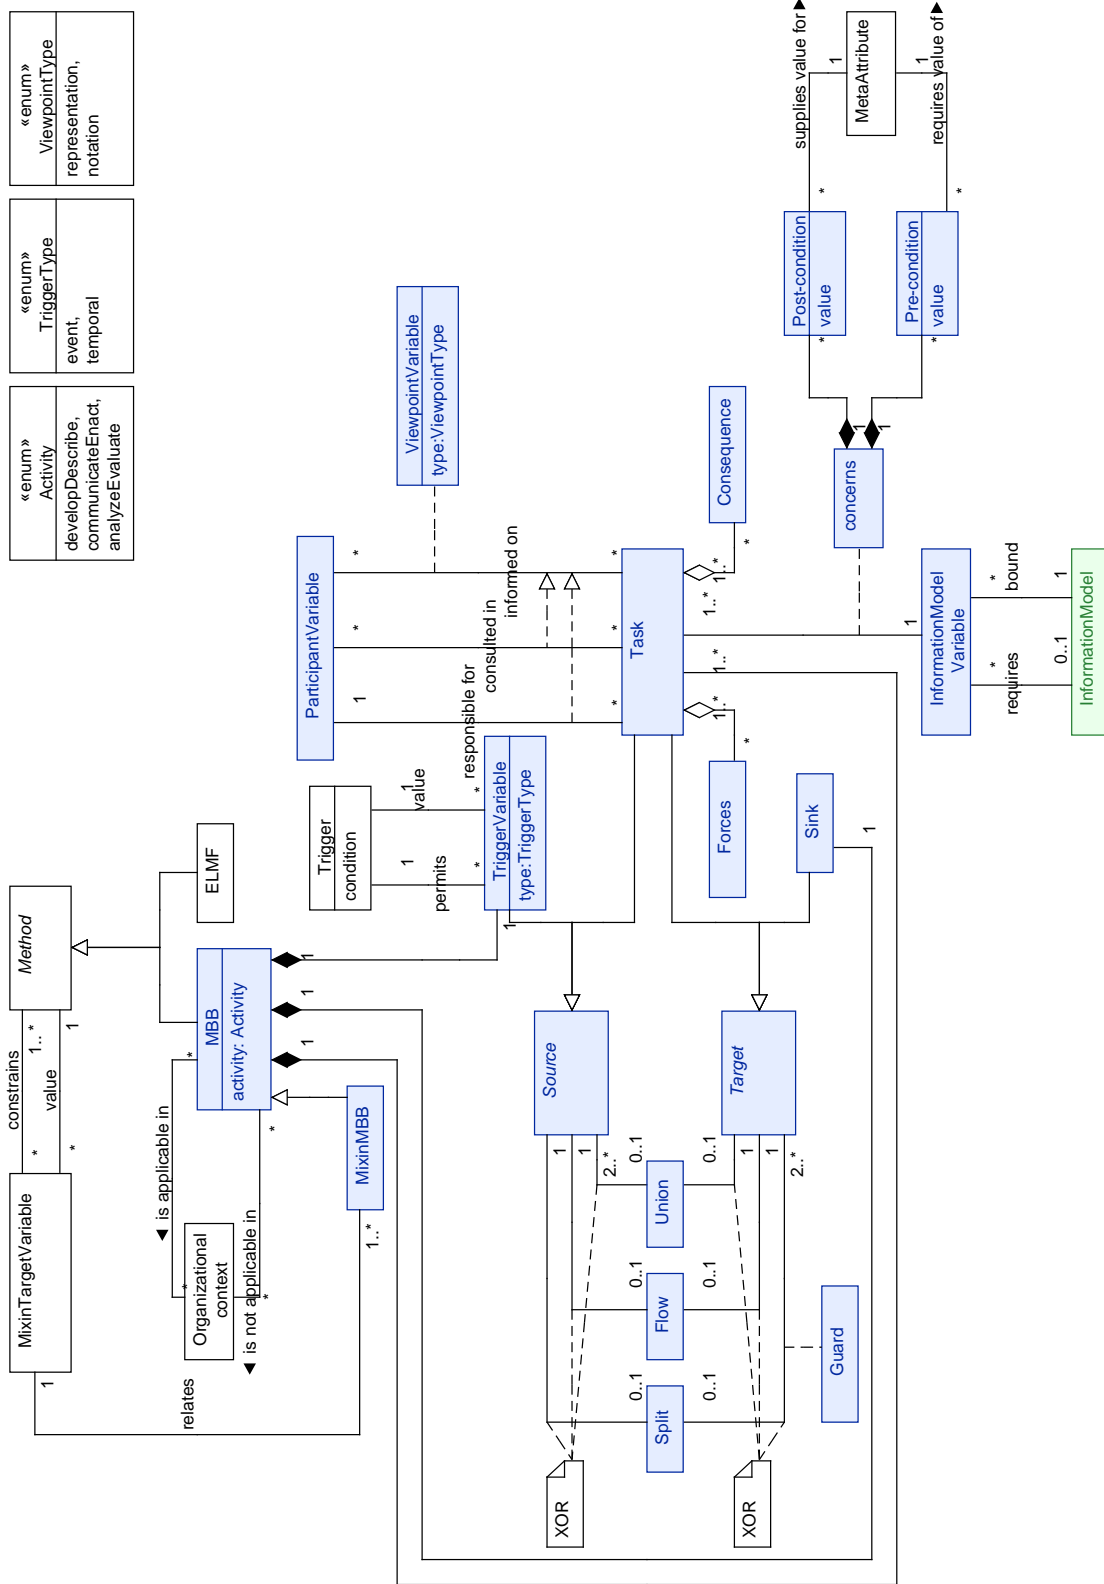 «enum»
ViewpointType
representation,
notation
«enum»
TriggerType
event,
temporal
«enum»
Activity
developDescribe,
communicateEnact,
analyzeEvaluate
MixinTargetVariable
constrains
*
1..*
value
*
1
Method
ELMF
MBB
activity: Activity
◀ is applicable in
*
*
Organizational
context
◀ is not applicable in
*
*
MixinMBB
1..*
relates
1
1
1
1
Trigger
condition
1
permits
*
1
value
*
TriggerVariable
type:TriggerType
1
ParticipantVariable
1
responsible for
*
*
consulted in
*
*
informed on
*
ViewpointVariable
type:ViewpointType
Task
1..*
Forces
*
1..*
1..*
1..*
Consequence
*
Source
1
1
2..*
Target
1
1
2..*
XOR
XOR
Split
0..1
0..1
Flow
0..1
0..1
Union
0..1
0..1
Guard
Sink
1
concerns
1
1
Post-condition
value
*
*
supplies value for ▶
1
Pre-condition
value
*
*
requires value of ▶
1
MetaAttribute
1
InformationModel
Variable
*
requires
0..1
*
bound
1
InformationModel